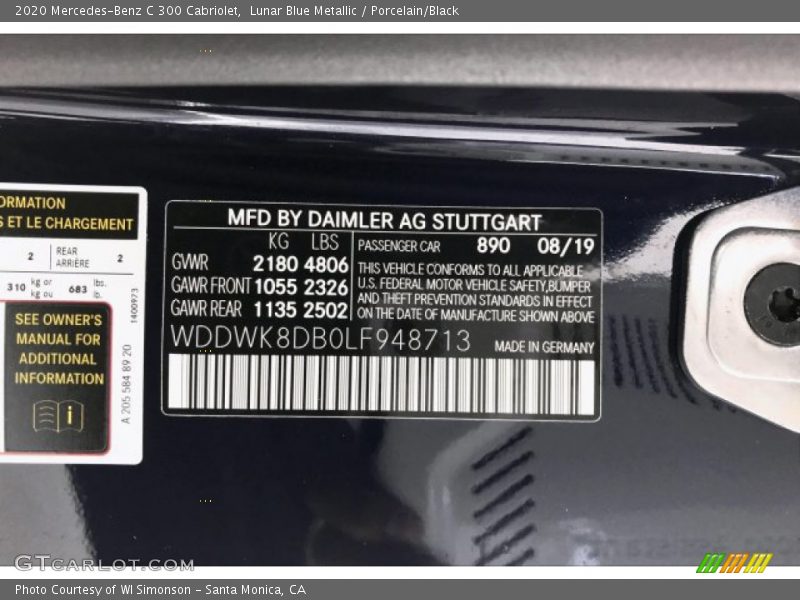 2020 Mercedes-Benz C 300 Cabriolet, Lunar Blue Metallic / Porcelain/Black
ORMATION
S ET LE CHARGEMENT
2 REAR ARRIÈRE 2
310 kg or kg ou 683 lbs. lb.
SEE OWNER'S
MANUAL FOR
ADDITIONAL
INFORMATION
i
1400973
A 205 584 89 20
MFD BY DAIMLER AG STUTTGART
KG LBS
GVWR 2180 4806
GAWR FRONT 1055 2326
GAWR REAR 1135 2502
PASSENGER CAR 890 08/19
THIS VEHICLE CONFORMS TO ALL APPLICABLE
U.S. FEDERAL MOTOR VEHICLE SAFETY,BUMPER
AND THEFT PREVENTION STANDARDS IN EFFECT
ON THE DATE OF MANUFACTURE SHOWN ABOVE
WDDWK8DB0LF948713 MADE IN GERMANY
GTCARLOT.COM
Photo Courtesy of WI Simonson - Santa Monica, CA